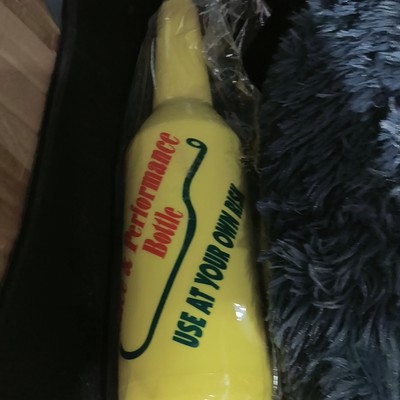 & Performance
Bottle
USE AT YOUR OWN RISK